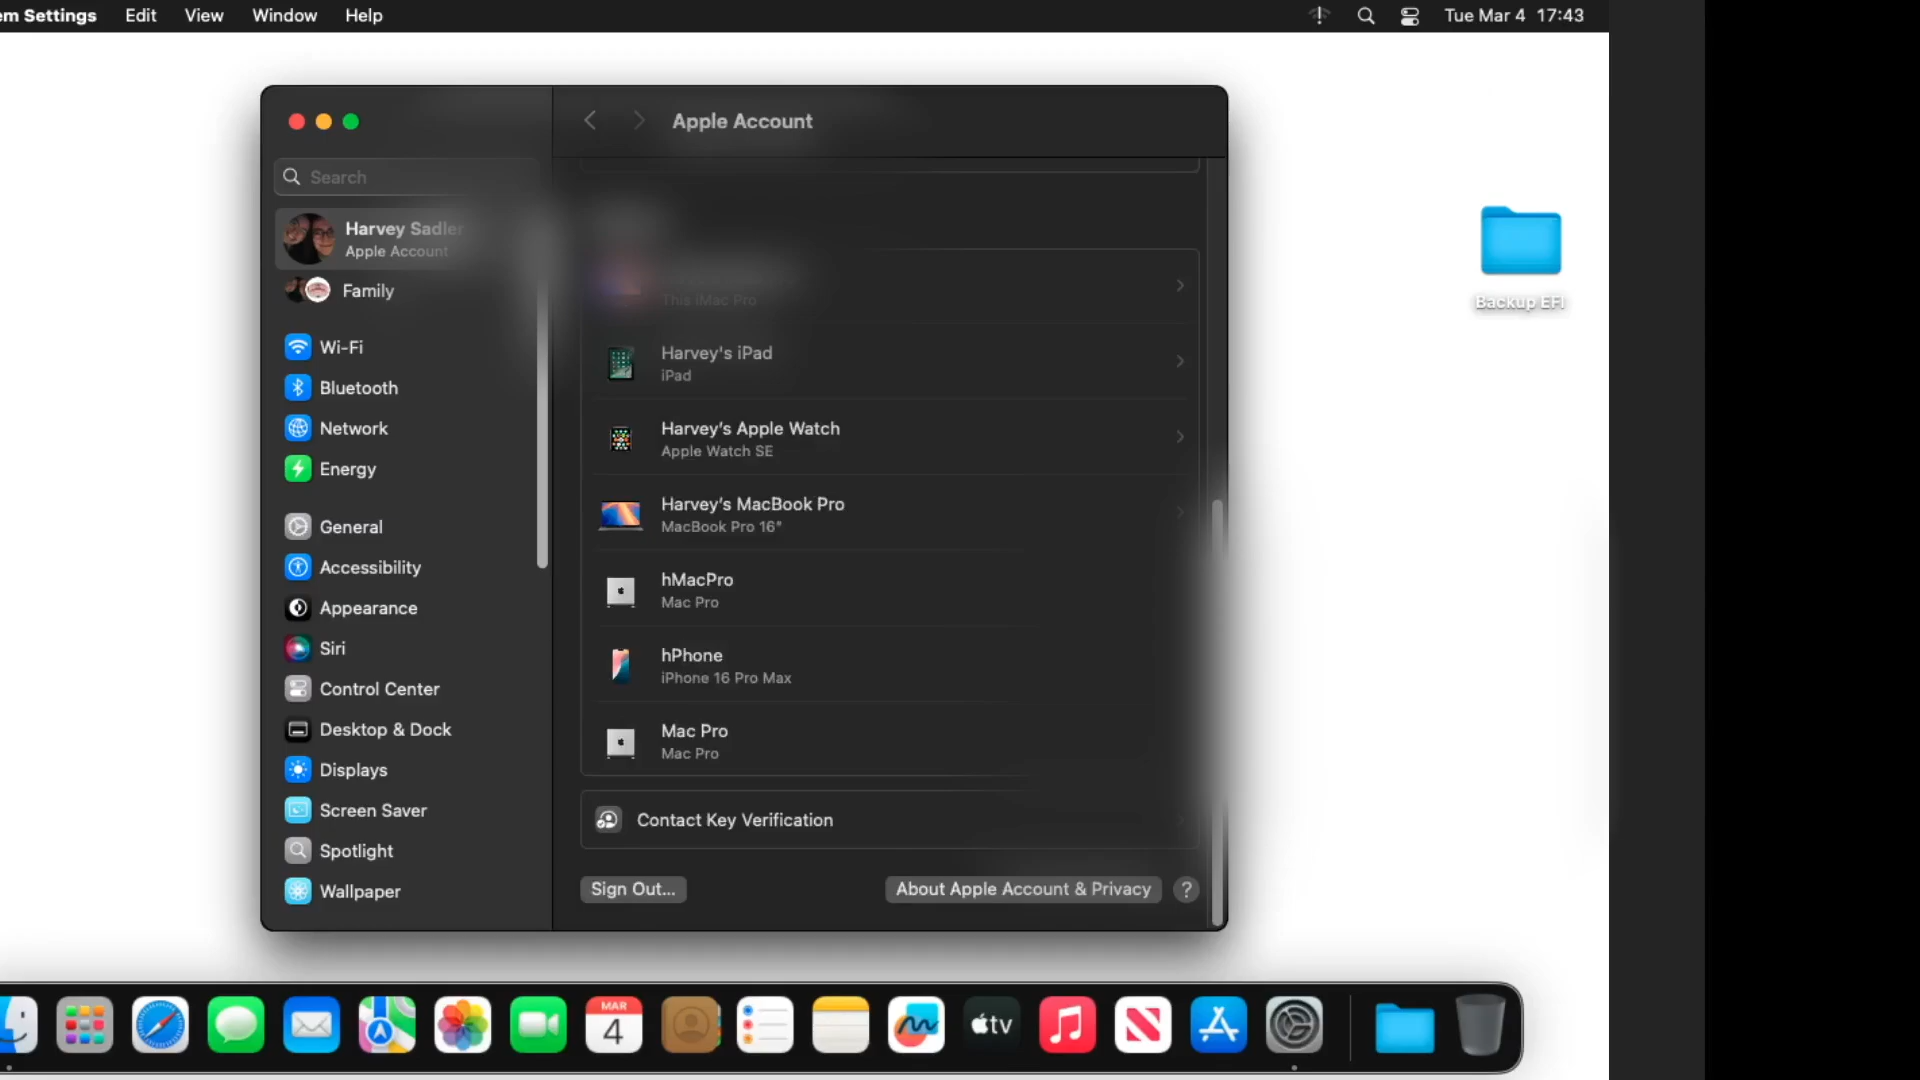 em Settings Edit View Window Help Tue Mar 4 17:43
Apple Account
Search
Harvey Sadler
Apple Account
Family
Wi-Fi
Bluetooth
Network
Energy
General
Accessibility
Appearance
Siri
Control Center
Desktop & Dock
Displays
Screen Saver
Spotlight
Wallpaper
This iMac Pro
Harvey's iPad
iPad
Harvey’s Apple Watch
Apple Watch SE
Harvey’s MacBook Pro
MacBook Pro 16"
hMacPro
Mac Pro
hPhone
iPhone 16 Pro Max
Mac Pro
Mac Pro
Contact Key Verification
Sign Out... About Apple Account & Privacy ?
Backup EFI
MAR
4
tv